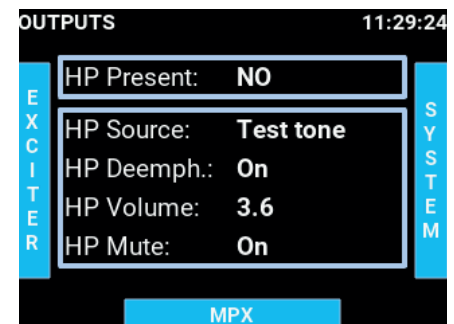 OUTPUTS 11:29:24
HP Present: NO
HP Source: Test tone
HP Deemph.: On
HP Volume: 3.6
HP Mute: On
EXCITER
SYSTEM
MPX